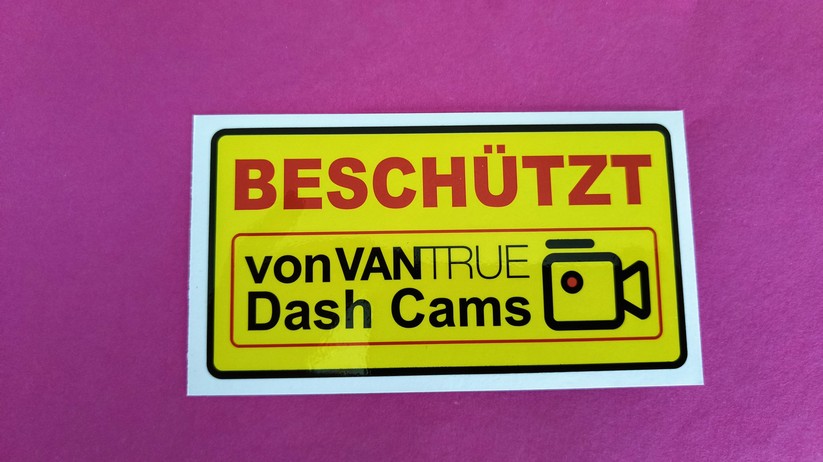 BESCHÜTZT
von VANTRUE
Dash Cams